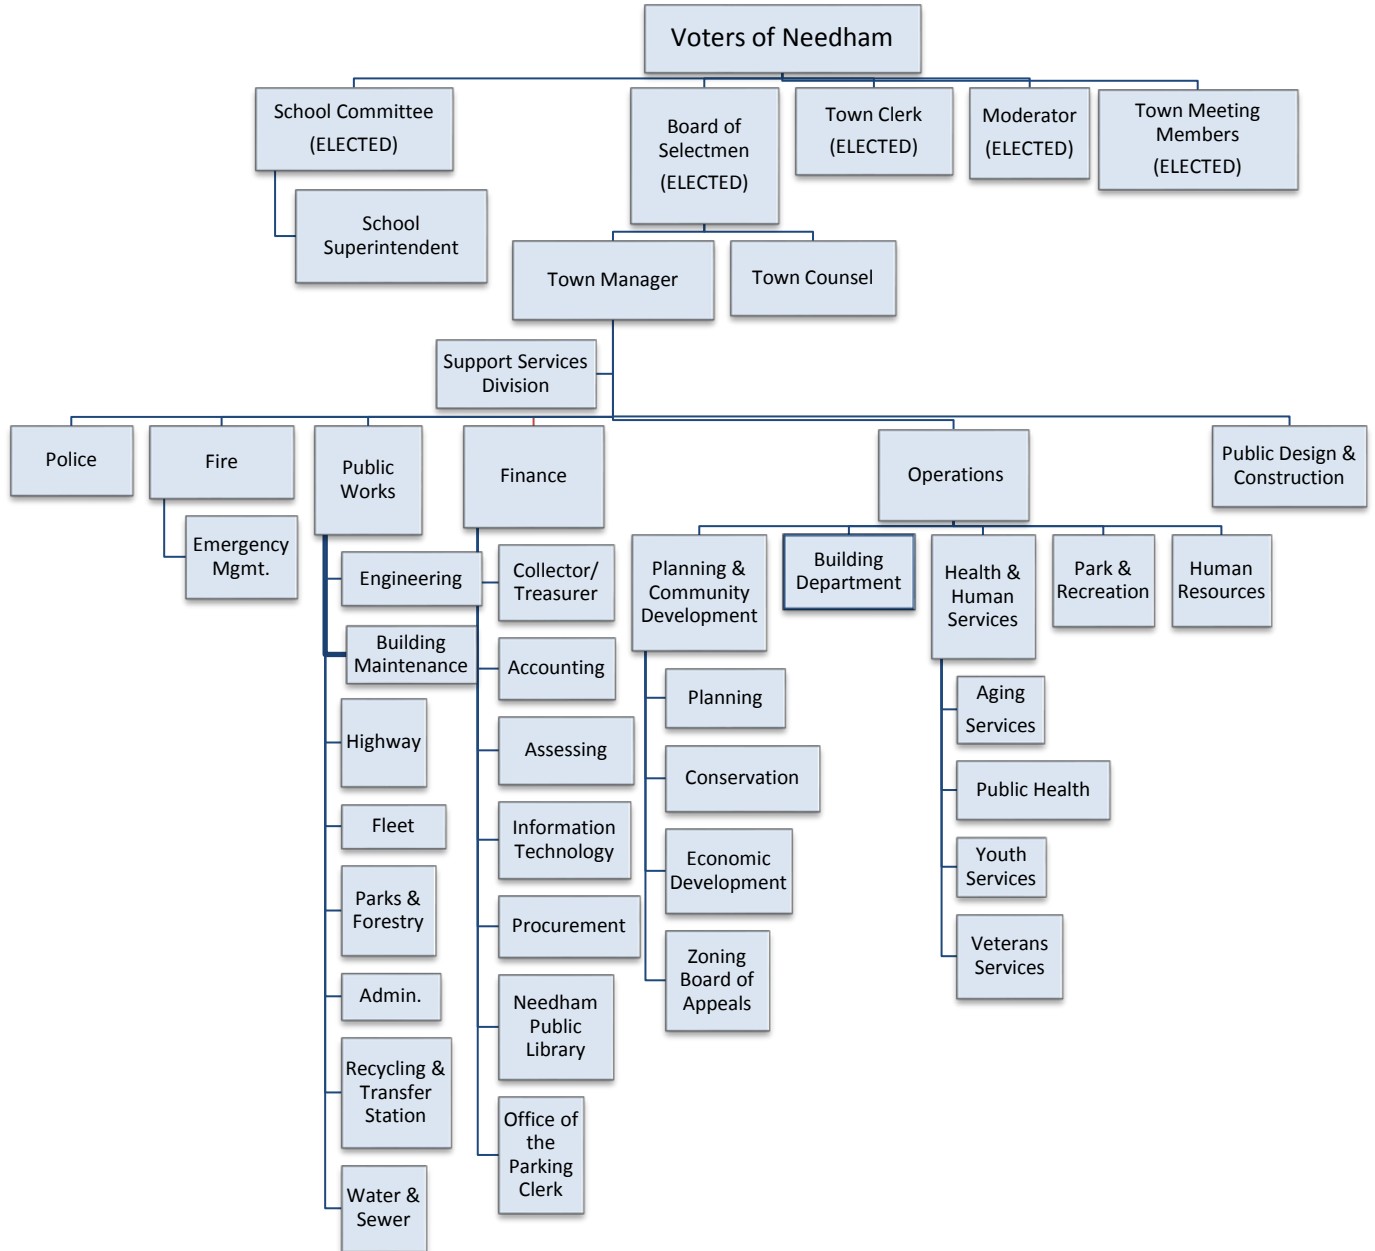 Voters of Needham
School Committee
(ELECTED)
Board of
Selectmen
(ELECTED)
Town Clerk
(ELECTED)
Moderator
(ELECTED)
Town Meeting
Members
(ELECTED)
School
Superintendent
Town Manager
Town Counsel
Support Services
Division
Police
Fire
Emergency
Mgmt.
Public
Works
Engineering
Building
Maintenance
Highway
Fleet
Parks &
Forestry
Admin.
Recycling &
Transfer
Station
Water &
Sewer
Finance
Collector/
Treasurer
Accounting
Assessing
Information
Technology
Procurement
Needham
Public
Library
Office of
the
Parking
Clerk
Operations
Planning &
Community
Development
Planning
Conservation
Economic
Development
Zoning
Board of
Appeals
Building
Department
Health &
Human
Services
Aging
Services
Public Health
Youth
Services
Veterans
Services
Park &
Recreation
Human
Resources
Public Design &
Construction